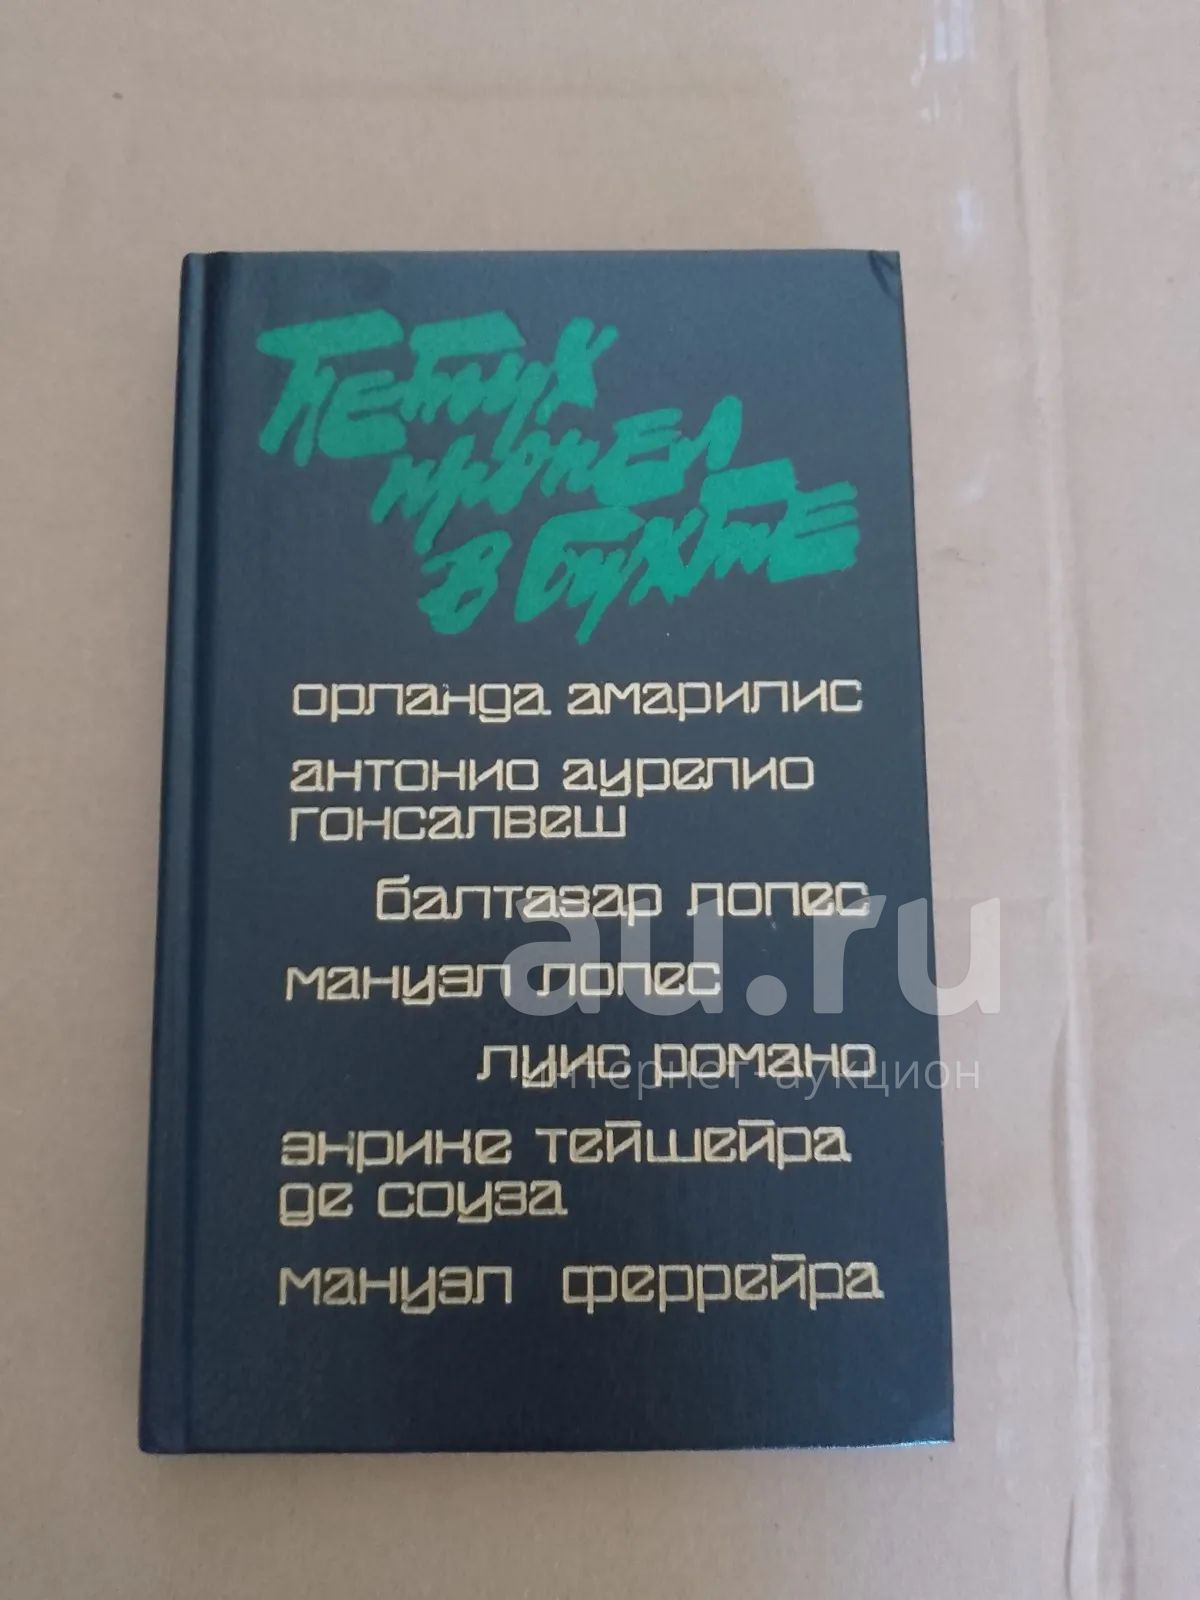 Петух
пропел
в бухте
орланда амарилис
антонио аурелио
гонсалвеш
балтазар лопес
мануэл лопес
луис романо
энрике тейшейра
де соуза
мануэл феррейра
au.ru
интернет аукцион